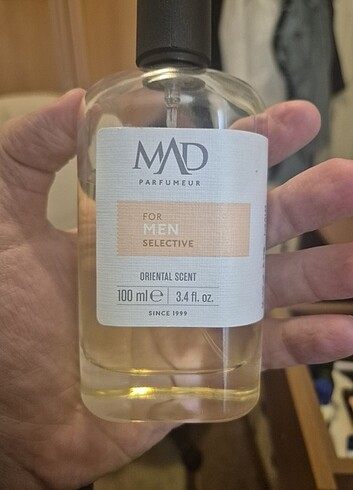 MAD
PARFUMEUR
FOR
MEN
SELECTIVE
ORIENTAL SCENT
100 ml ℮ 3.4 fl. oz.
SINCE 1999